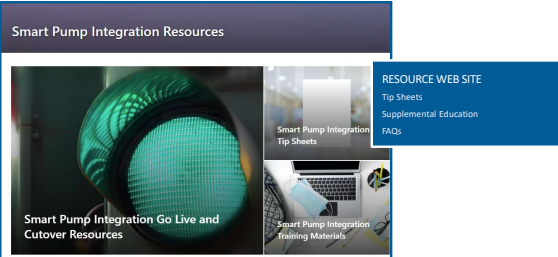 Smart Pump Integration Resources
Smart Pump Integration Go Live and
Cutover Resources
Smart Pump Integration
Tip Sheets
Smart Pump Integration
Training Materials
RESOURCE WEB SITE
Tip Sheets
Supplemental Education
FAQs